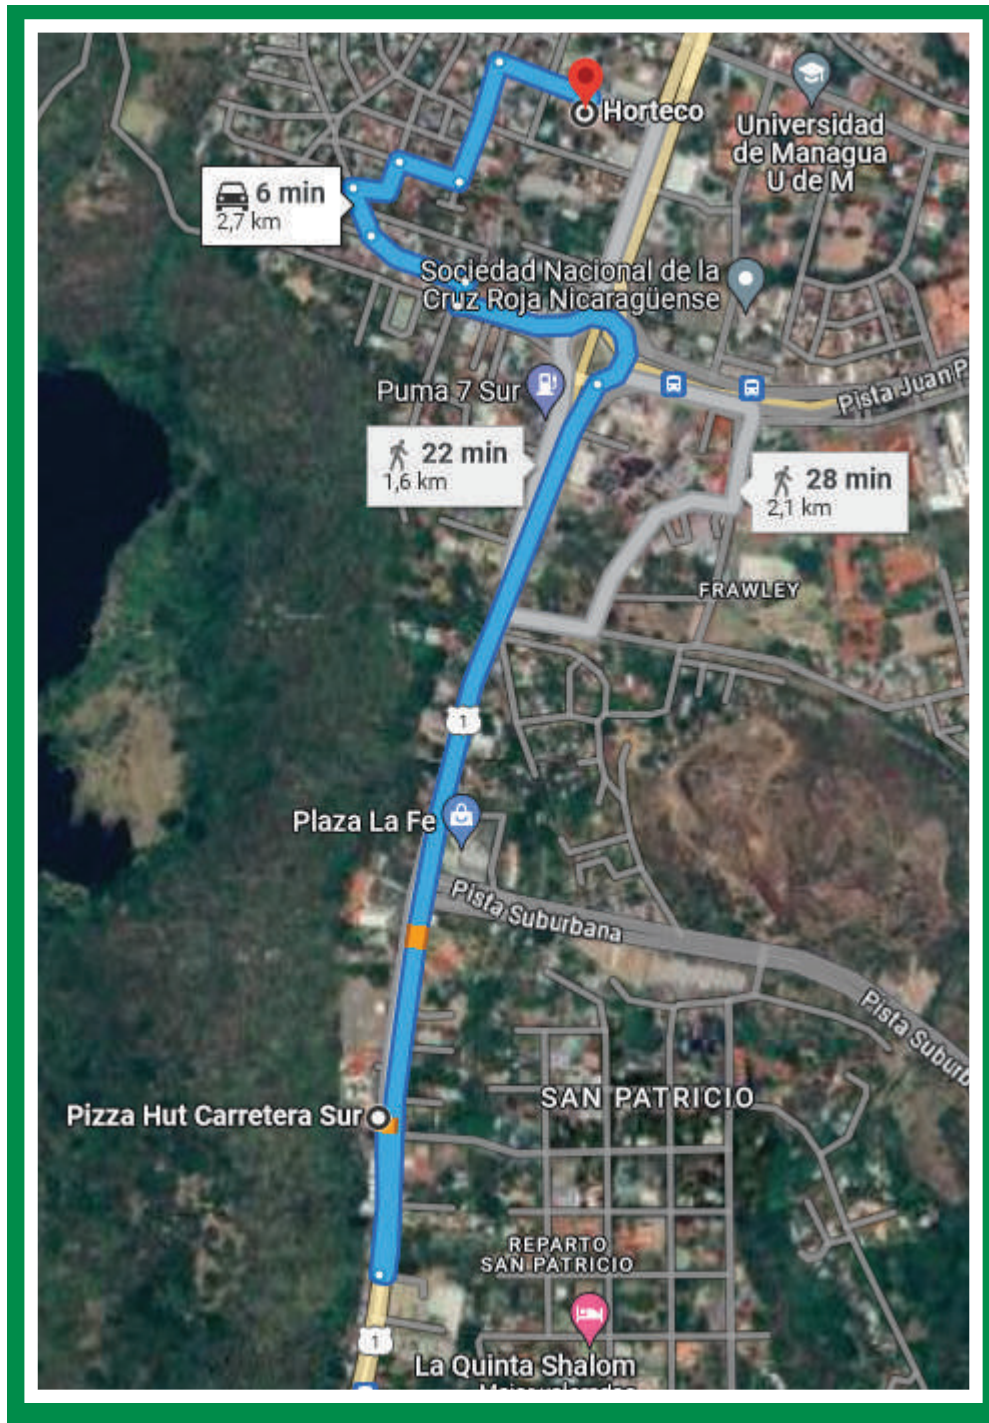 Horteco
Universidad
de Managua
U de M
6 min
2,7 km
Sociedad Nacional de la
Cruz Roja Nicaragüense
Puma 7 Sur
Pista Juan P
22 min
1,6 km
28 min
2,1 km
FRAWLEY
1
Plaza La Fe
Pista Suburbana
Pista Suburb
SAN PATRICIO
Pizza Hut Carretera Sur
REPARTO
SAN PATRICIO
1
La Quinta Shalom